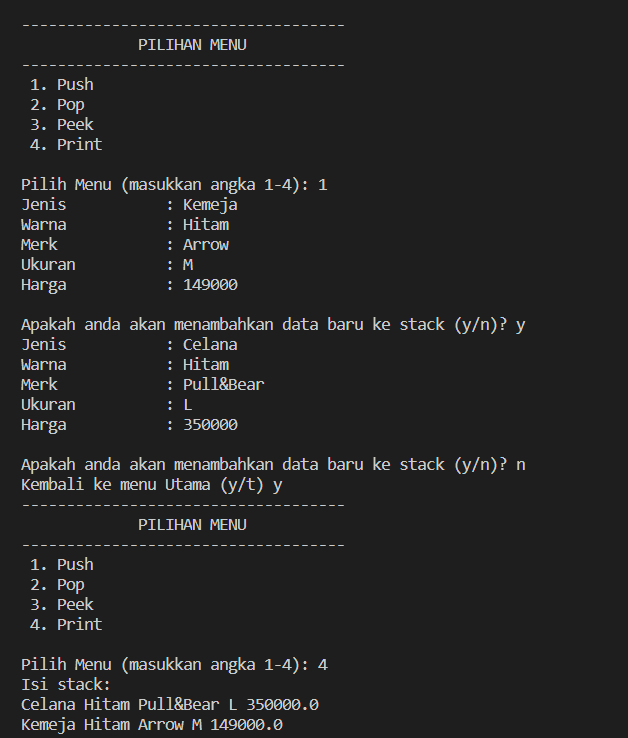 ------------------------------------
PILIHAN MENU
------------------------------------
1. Push
2. Pop
3. Peek
4. Print
Pilih Menu (masukkan angka 1-4): 1
Jenis           : Kemeja
Warna           : Hitam
Merk            : Arrow
Ukuran          : M
Harga           : 149000
Apakah anda akan menambahkan data baru ke stack (y/n)? y
Jenis           : Celana
Warna           : Hitam
Merk            : Pull&Bear
Ukuran          : L
Harga           : 350000
Apakah anda akan menambahkan data baru ke stack (y/n)? n
Kembali ke menu Utama (y/t) y
------------------------------------
PILIHAN MENU
------------------------------------
1. Push
2. Pop
3. Peek
4. Print
Pilih Menu (masukkan angka 1-4): 4
Isi stack:
Celana Hitam Pull&Bear L 350000.0
Kemeja Hitam Arrow M 149000.0